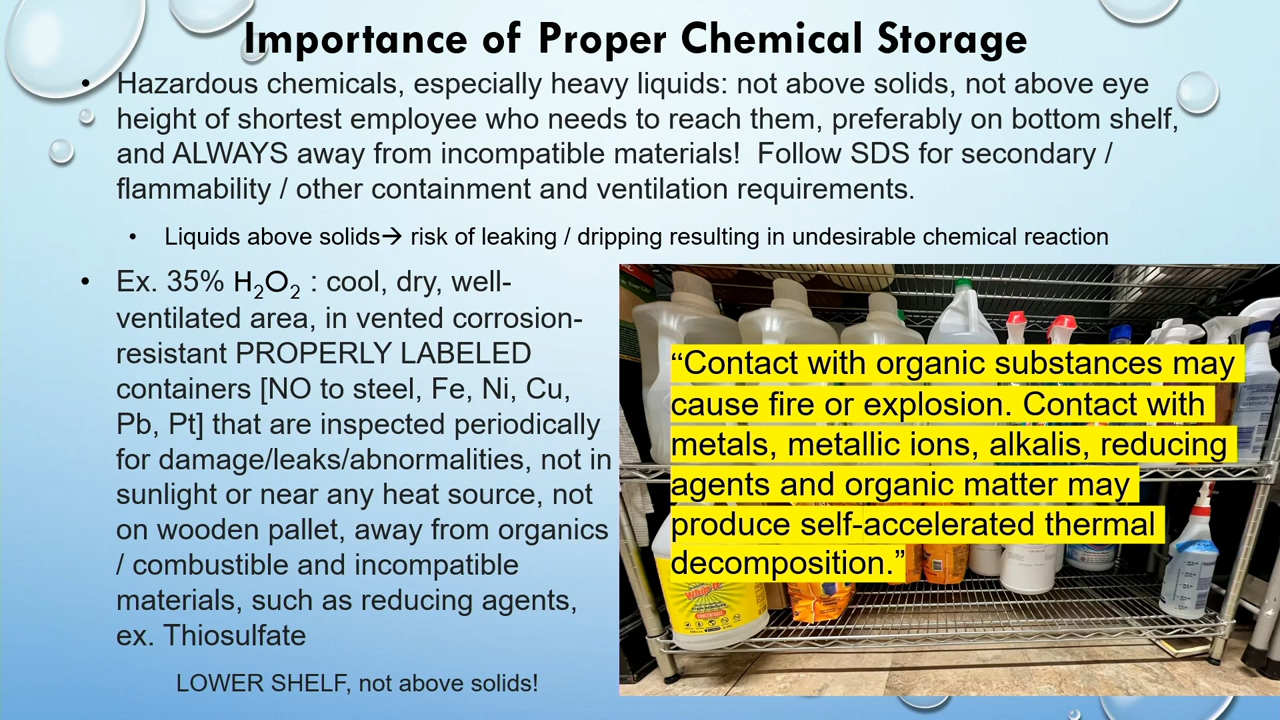 Importance of Proper Chemical Storage
• Hazardous chemicals, especially heavy liquids: not above solids, not above eye
height of shortest employee who needs to reach them, preferably on bottom shelf,
and ALWAYS away from incompatible materials!  Follow SDS for secondary /
flammability / other containment and ventilation requirements.
• Liquids above solids→ risk of leaking / dripping resulting in undesirable chemical reaction
• Ex. 35% H₂O₂ : cool, dry, well-
ventilated area, in vented corrosion-
resistant PROPERLY LABELED
containers [NO to steel, Fe, Ni, Cu,
Pb, Pt] that are inspected periodically
for damage/leaks/abnormalities, not in
sunlight or near any heat source, not
on wooden pallet, away from organics
/ combustible and incompatible
materials, such as reducing agents,
ex. Thiosulfate
LOWER SHELF, not above solids!
“Contact with organic substances may
cause fire or explosion. Contact with
metals, metallic ions, alkalis, reducing
agents and organic matter may
produce self-accelerated thermal
decomposition.”